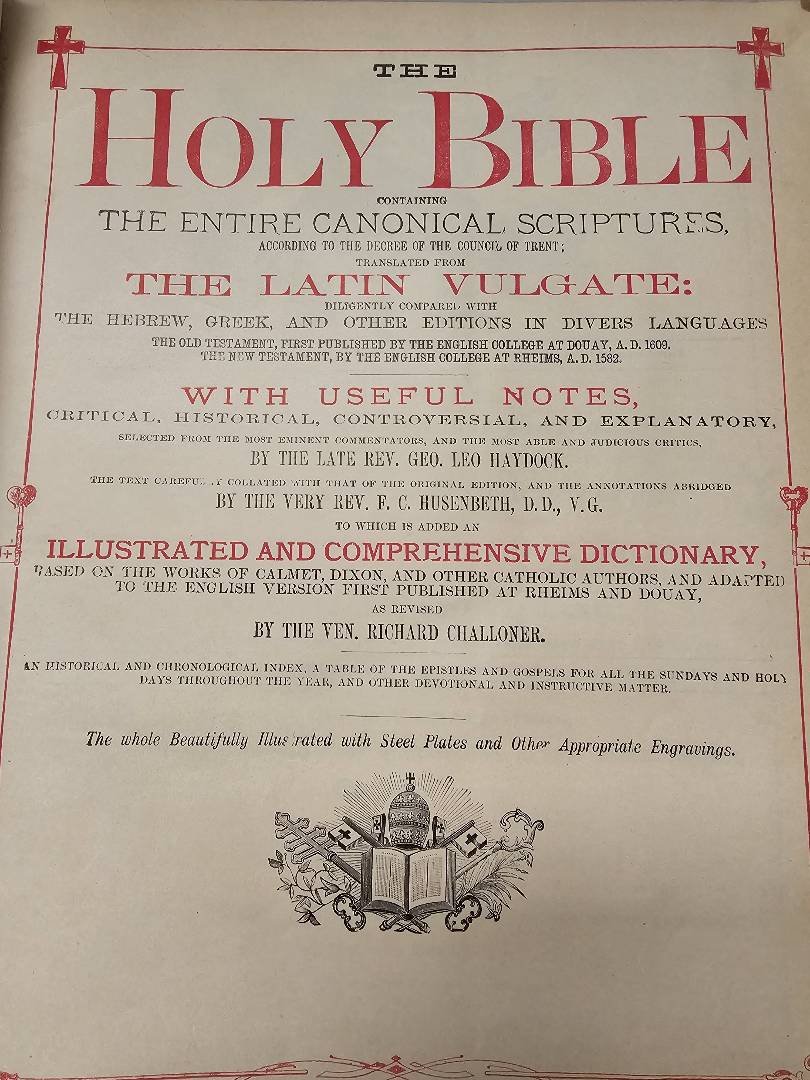 THE
HOLY BIBLE
CONTAINING
THE ENTIRE CANONICAL SCRIPTURES,
ACCORDING TO THE DECREE OF THE COUNCIL OF TRENT;
TRANSLATED FROM
THE LATIN VULGATE:
DILIGENTLY COMPARED WITH
THE HEBREW, GREEK, AND OTHER EDITIONS IN DIVERS LANGUAGES
THE OLD TESTAMENT, FIRST PUBLISHED BY THE ENGLISH COLLEGE AT DOUAY, A.D. 1609.
THE NEW TESTAMENT, BY THE ENGLISH COLLEGE AT RHEIMS, A.D. 1582.
WITH USEFUL NOTES,
CRITICAL, HISTORICAL, CONTROVERSIAL, AND EXPLANATORY,
SELECTED FROM THE MOST EMINENT COMMENTATORS, AND THE MOST ABLE AND JUDICIOUS CRITICS,
BY THE LATE REV. GEO. LEO HAYDOCK.
THE TEXT CAREFULLY COLLATED WITH THAT OF THE ORIGINAL EDITION, AND THE ANNOTATIONS ABRIDGED
BY THE VERY REV. F. C. HUSENBETH, D.D., V.G.
TO WHICH IS ADDED AN
ILLUSTRATED AND COMPREHENSIVE DICTIONARY,
BASED ON THE WORKS OF CALMET, DIXON, AND OTHER CATHOLIC AUTHORS, AND ADAPTED
TO THE ENGLISH VERSION FIRST PUBLISHED AT RHEIMS AND DOUAY,
AS REVISED
BY THE VEN. RICHARD CHALLONER.
AN HISTORICAL AND CHRONOLOGICAL INDEX, A TABLE OF THE EPISTLES AND GOSPELS FOR ALL THE SUNDAYS AND HOLY
DAYS THROUGHOUT THE YEAR, AND OTHER DEVOTIONAL AND INSTRUCTIVE MATTER.
The whole Beautifully Illustrated with Steel Plates and Other Appropriate Engravings.